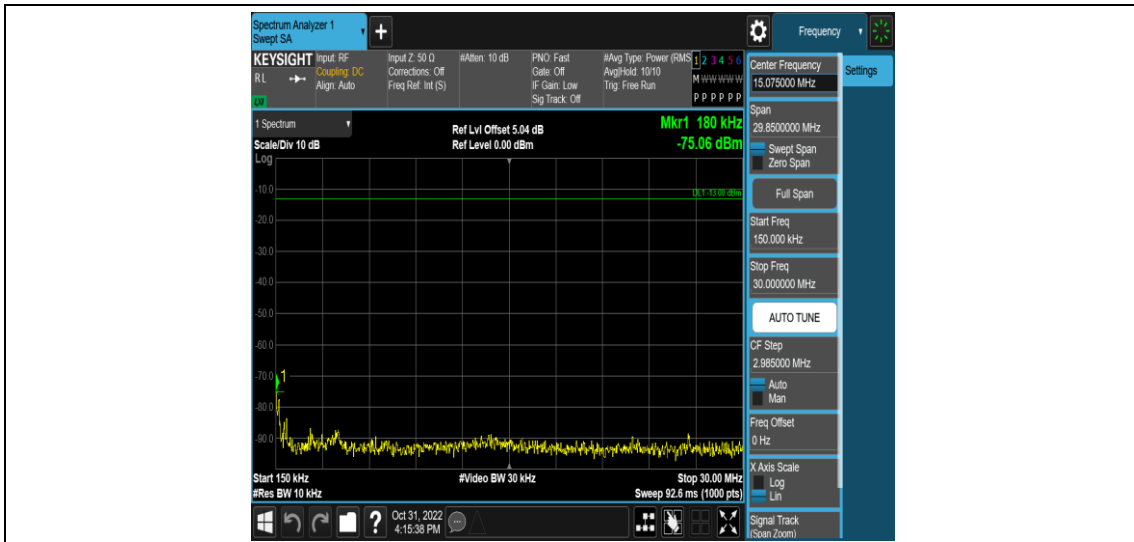 Spectrum Analyzer 1
Swept SA
+
Frequency
KEYSIGHT
RL
LXI
Input: RF
Coupling: DC
Align: Auto
Input Z: 50 Ω
Corrections: Off
Freq Ref: Int (S)
#Atten: 10 dB
PNO: Fast
Gate: Off
IF Gain: Low
Sig Track: Off
#Avg Type: Power (RMS
Avg|Hold: 10/10
Trig: Free Run
1 2 3 4 5 6
M W W W W W
P P P P P P
1 Spectrum
Scale/Div 10 dB
Log
Ref Lvl Offset 5.04 dB
Ref Level 0.00 dBm
Mkr1 180 kHz
-75.06 dBm
DL1 -13.00 dBm
-10.0
-20.0
-30.0
-40.0
-50.0
-60.0
-70.0
-80.0
-90.0
1
Start 150 kHz
#Res BW 10 kHz
#Video BW 30 kHz
Stop 30.00 MHz
Sweep 92.6 ms (1000 pts)
?
Oct 31, 2022
4:15:38 PM
Center Frequency
15.075000 MHz
Settings
Span
29.8500000 MHz
Swept Span
Zero Span
Full Span
Start Freq
150.000 kHz
Stop Freq
30.000000 MHz
AUTO TUNE
CF Step
2.985000 MHz
Auto
Man
Freq Offset
0 Hz
X Axis Scale
Log
Lin
Signal Track
(Span Zoom)